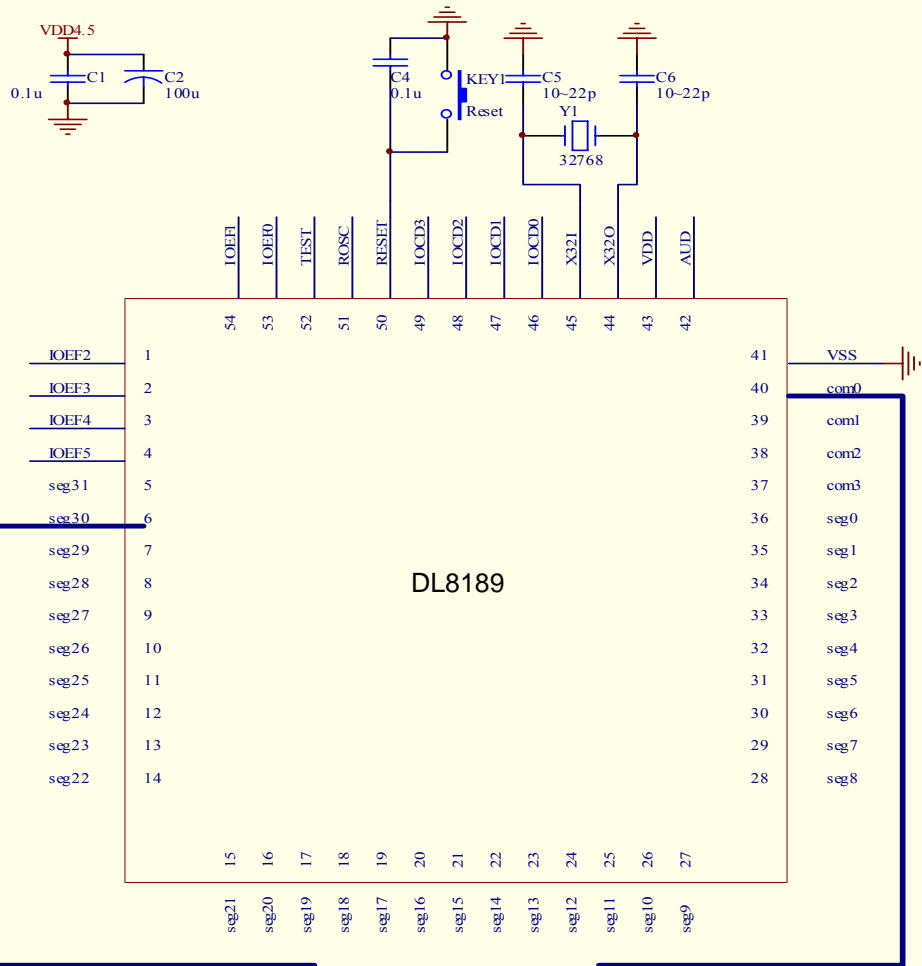 VDD4.5
C1
0.1u
C2
100u
C4
0.1u
KEY1
Reset
C5
10~22p
C6
10~22p
Y1
32768
IOEF1
IOEF0
TEST
ROSC
RESET
IOCD3
IOCD2
IOCD1
IOCD0
X32I
X32O
VDD
AUD
54
53
52
51
50
49
48
47
46
45
44
43
42
IOEF2 1
IOEF3 2
IOEF4 3
IOEF5 4
seg31 5
seg30 6
seg29 7
seg28 8
seg27 9
seg26 10
seg25 11
seg24 12
seg23 13
seg22 14
DL8189
41 VSS
40 com0
39 com1
38 com2
37 com3
36 seg0
35 seg1
34 seg2
33 seg3
32 seg4
31 seg5
30 seg6
29 seg7
28 seg8
15
16
17
18
19
20
21
22
23
24
25
26
27
seg21
seg20
seg19
seg18
seg17
seg16
seg15
seg14
seg13
seg12
seg11
seg10
seg9